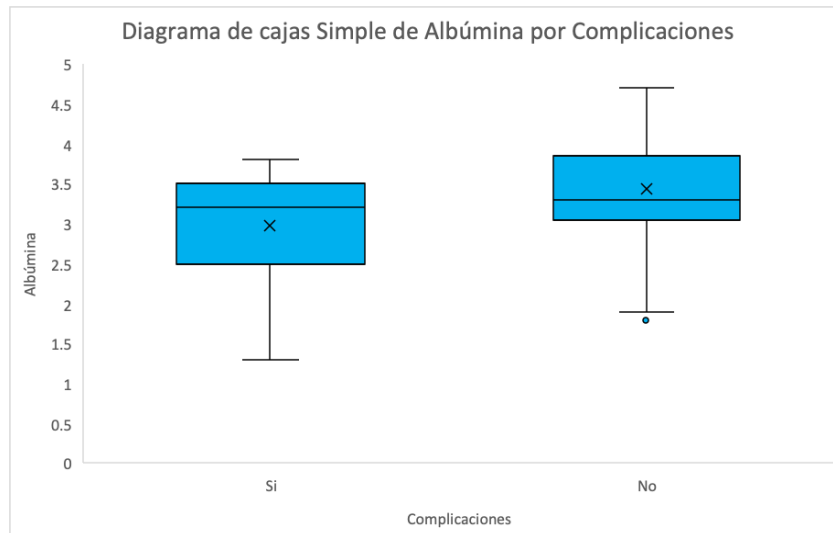 Diagrama de cajas Simple de Albúmina por Complicaciones
5
4.5
4
3.5
3
2.5
2
1.5
1
0.5
0
Albúmina
Si
No
Complicaciones